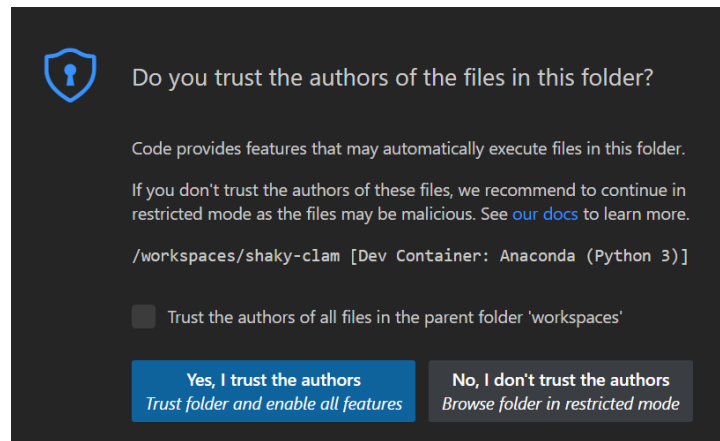 Do you trust the authors of the files in this folder?
Code provides features that may automatically execute files in this folder.
If you don't trust the authors of these files, we recommend to continue in
restricted mode as the files may be malicious. See our docs to learn more.
/workspaces/shaky-clam [Dev Container: Anaconda (Python 3)]
Trust the authors of all files in the parent folder 'workspaces'
Yes, I trust the authors
Trust folder and enable all features
No, I don't trust the authors
Browse folder in restricted mode